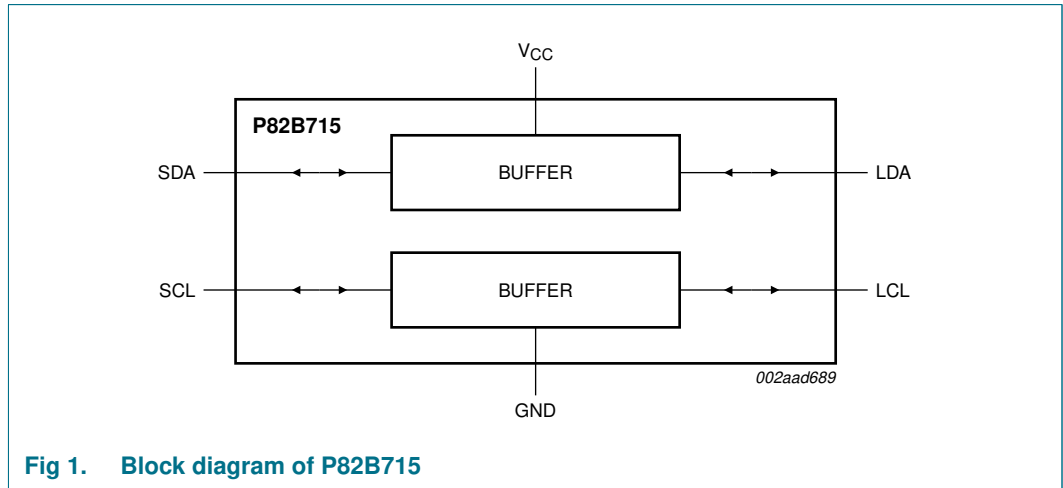 VCC
P82B715
SDA
BUFFER
LDA
SCL
BUFFER
LCL
002aad689
GND
Fig 1. Block diagram of P82B715